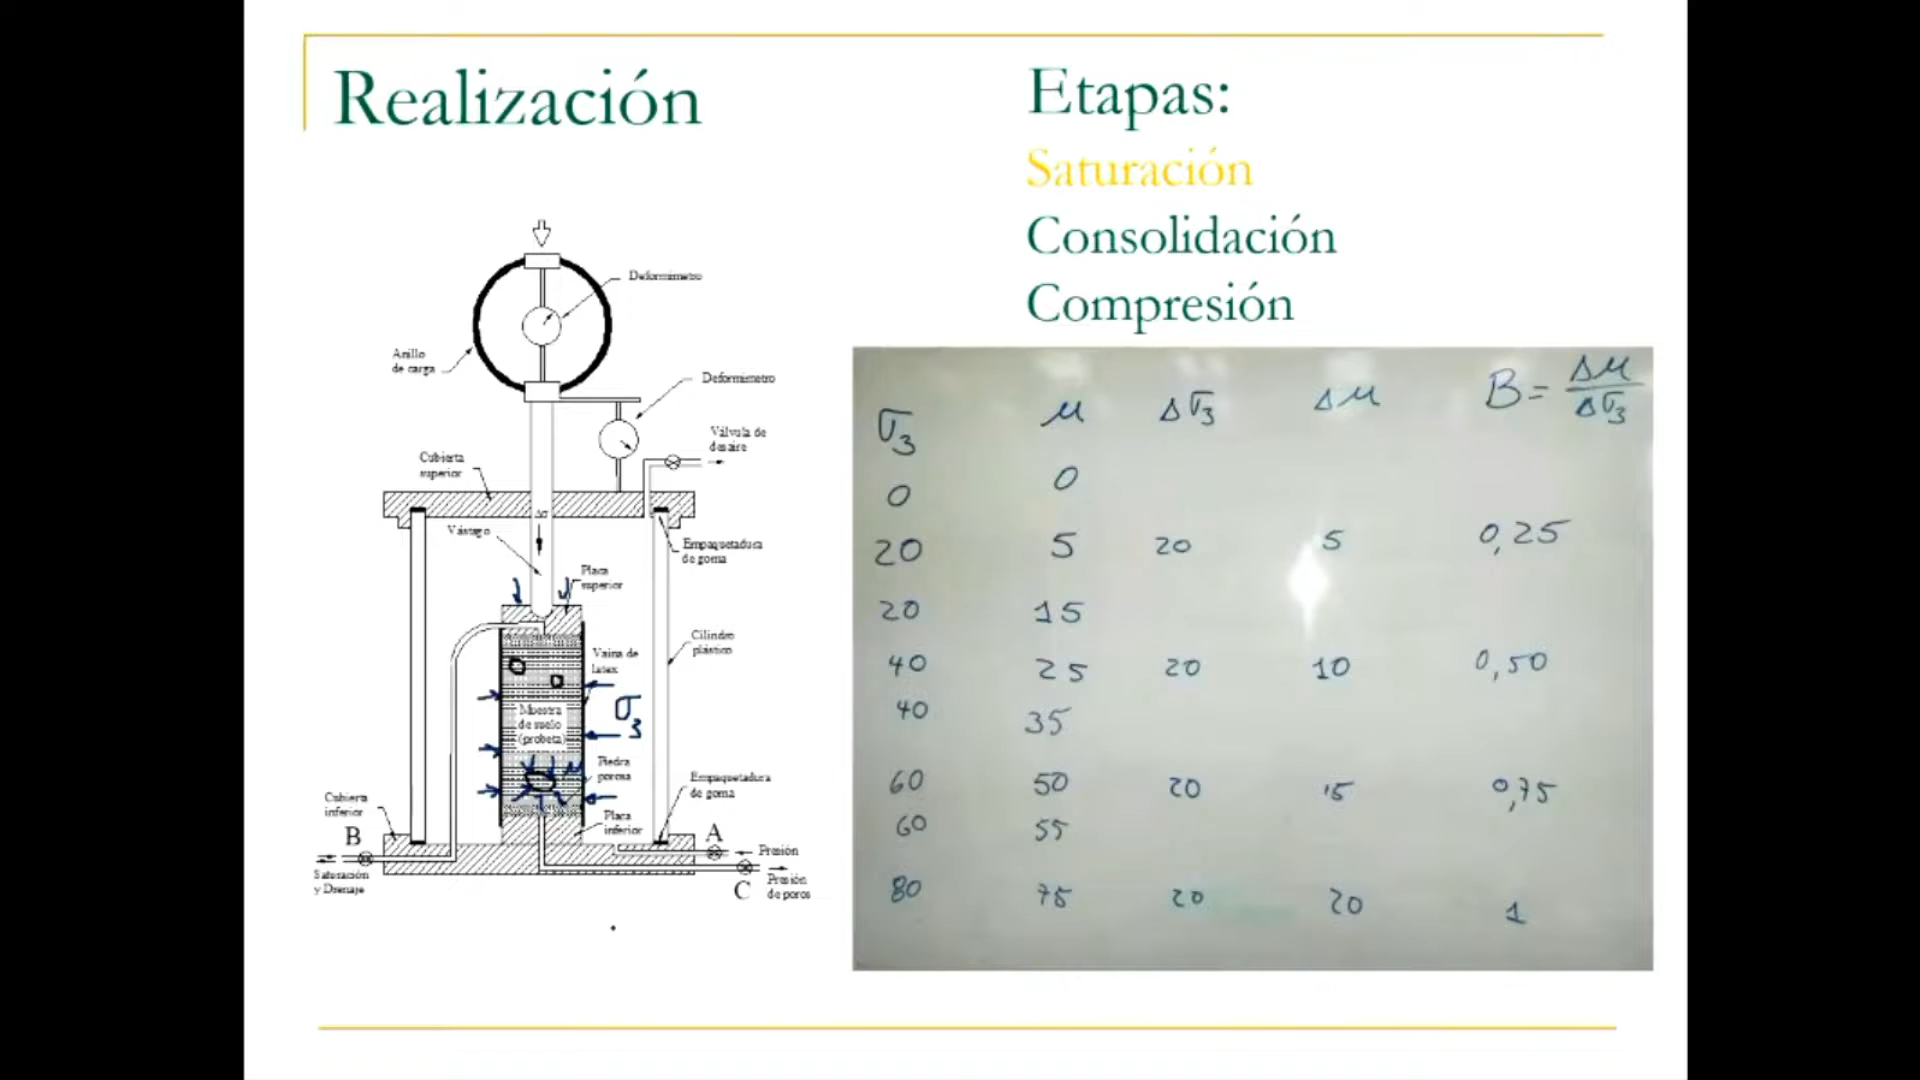 Realización
Etapas:
Saturación
Consolidación
Compresión
Deformimetro
Anillo
de carga
Deformimetro
Válvula de
desaire
Cubierta
superior
Δσ
Vástago
Empaquetadura
de goma
Placa
superior
Cilindro
plástico
Vaina de
latex
σ3
Muestra
de suelo
(probeta)
μ
Piedra
porosa
Empaquetadura
de goma
Cubierta
inferior
Placa
inferior
B
A
Presión
Saturación
y Drenaje
C
Presión
de poros
σ3 μ Δσ3 Δμ B = Δμ/Δσ3
0 0
20 5 20 5 0,25
20 15
40 25 20 10 0,50
40 35
60 50 20 15 0,75
60 55
80 75 20 20 1